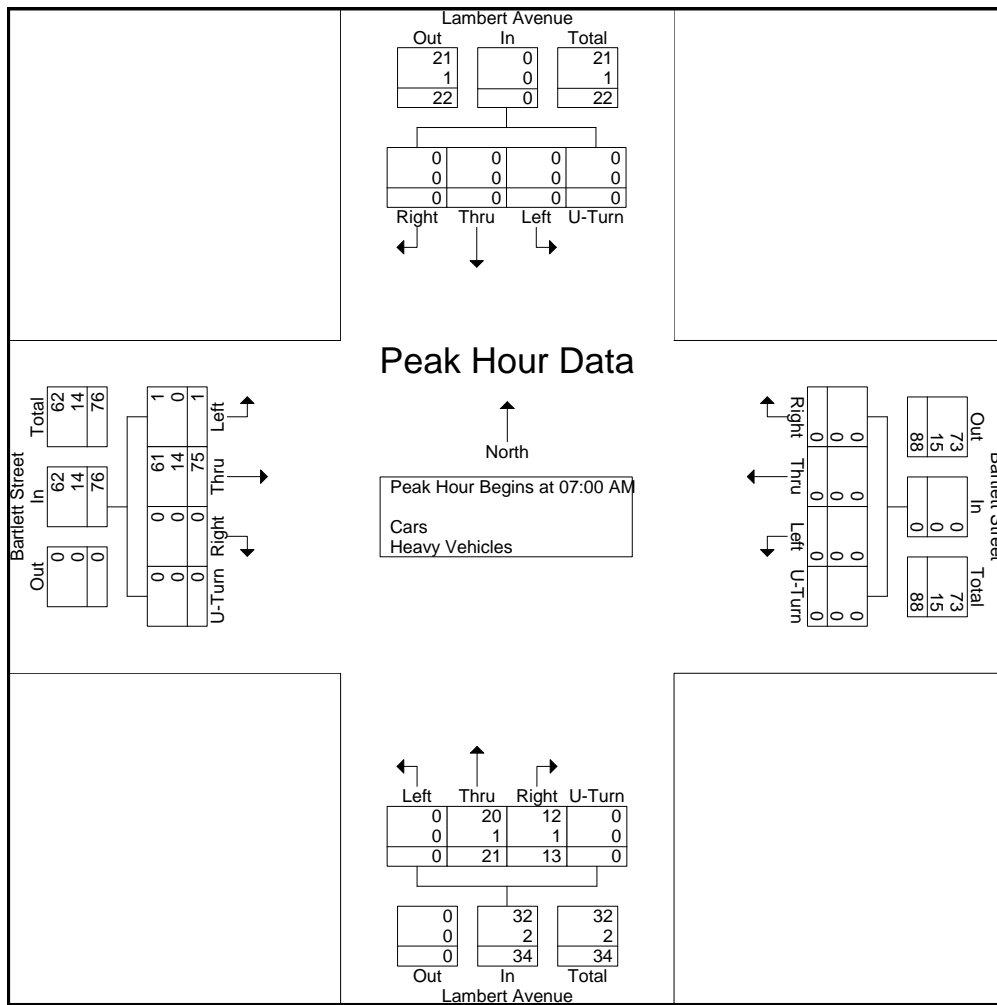 Lambert Avenue
Out In Total
21 0 21
1 0 1
22 0 22
0 0 0 0
0 0 0 0
0 0 0 0
Right Thru Left U-Turn
Peak Hour Data
North
Peak Hour Begins at 07:00 AM
Cars
Heavy Vehicles
Bartlett Street
Total In Out
62 62 0
14 14 0
76 76 0
Left Thru Right U-Turn
1 61 0 0
0 14 0 0
1 75 0 0
Right Thru Left U-Turn
0 0 0 0
0 0 0 0
0 0 0 0
Bartlett Street
Out In Total
73 0 73
15 0 15
88 0 88
Left Thru Right U-Turn
0 20 12 0
0 1 1 0
0 21 13 0
0 32 32
0 2 2
0 34 34
Out In Total
Lambert Avenue